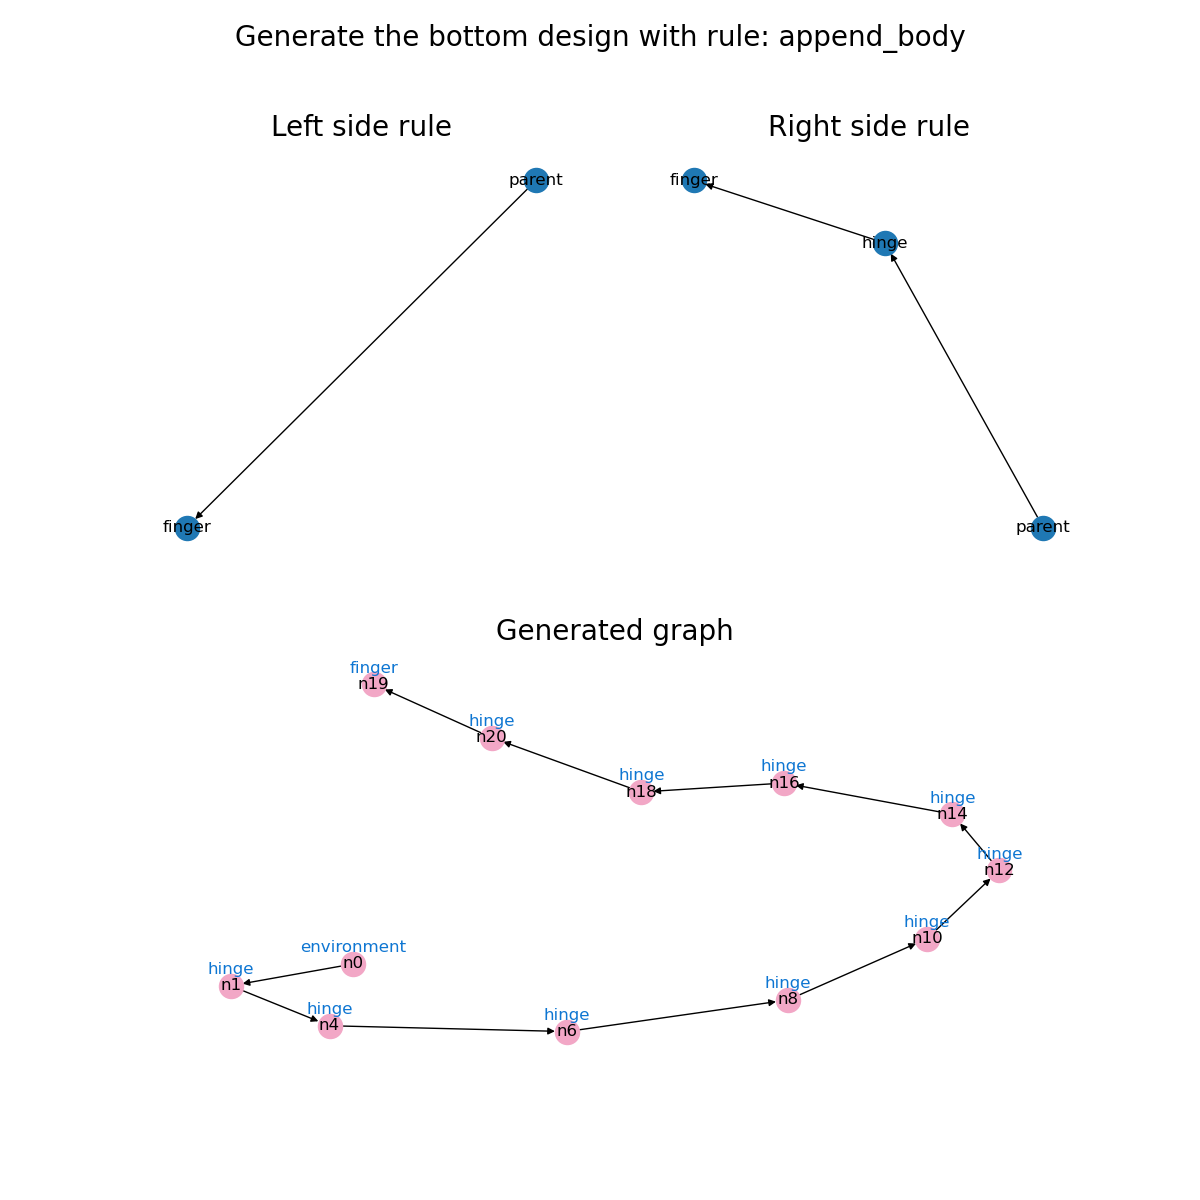 Generate the bottom design with rule: append_body
Left side rule
Right side rule
parent
finger
finger
hinge
parent
Generated graph
finger
n19
hinge
n20
hinge
n18
hinge
n16
hinge
n14
hinge
n12
hinge
n10
environment
n0
hinge
n1
hinge
n8
hinge
n4
hinge
n6